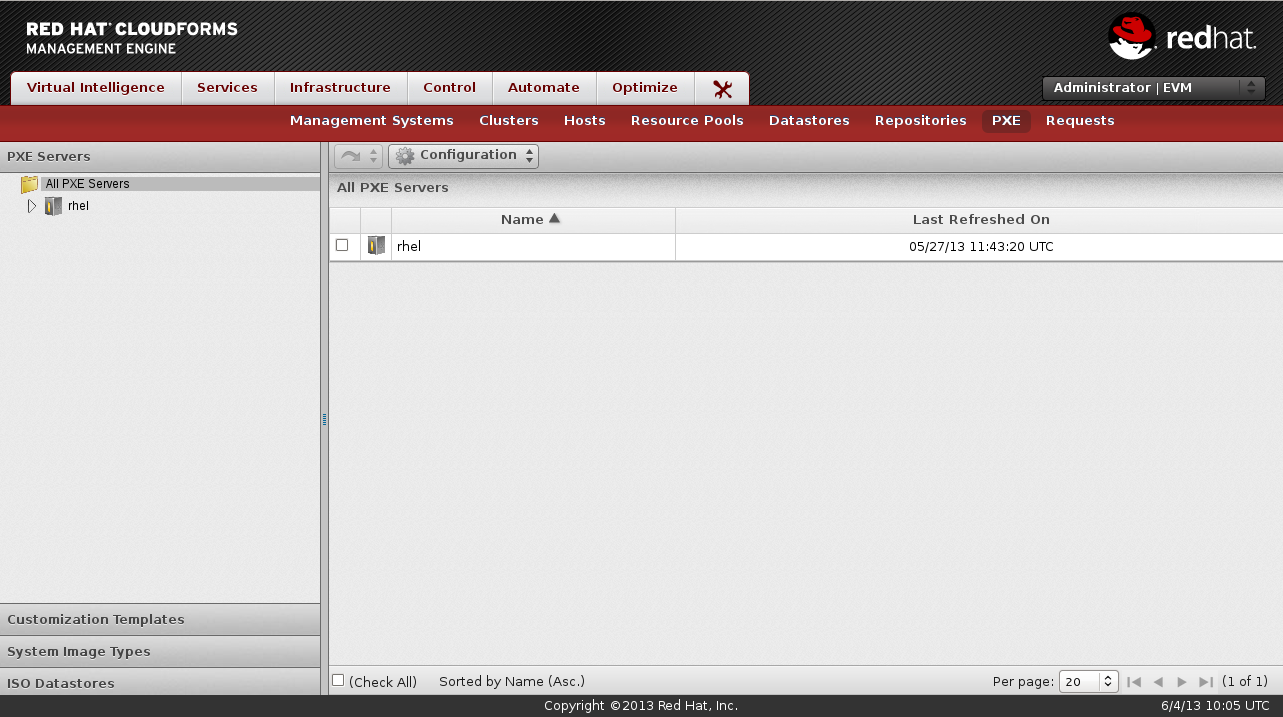 RED HAT CLOUDFORMS
MANAGEMENT ENGINE
redhat.
Virtual Intelligence Services Infrastructure Control Automate Optimize
Administrator | EVM
Management Systems Clusters Hosts Resource Pools Datastores Repositories PXE Requests
PXE Servers
Configuration
All PXE Servers
rhel
All PXE Servers
Name Last Refreshed On
rhel 05/27/13 11:43:20 UTC
Customization Templates
System Image Types
ISO Datastores
(Check All) Sorted by Name (Asc.) Per page: 20 (1 of 1)
Copyright ©2013 Red Hat, Inc. 6/4/13 10:05 UTC